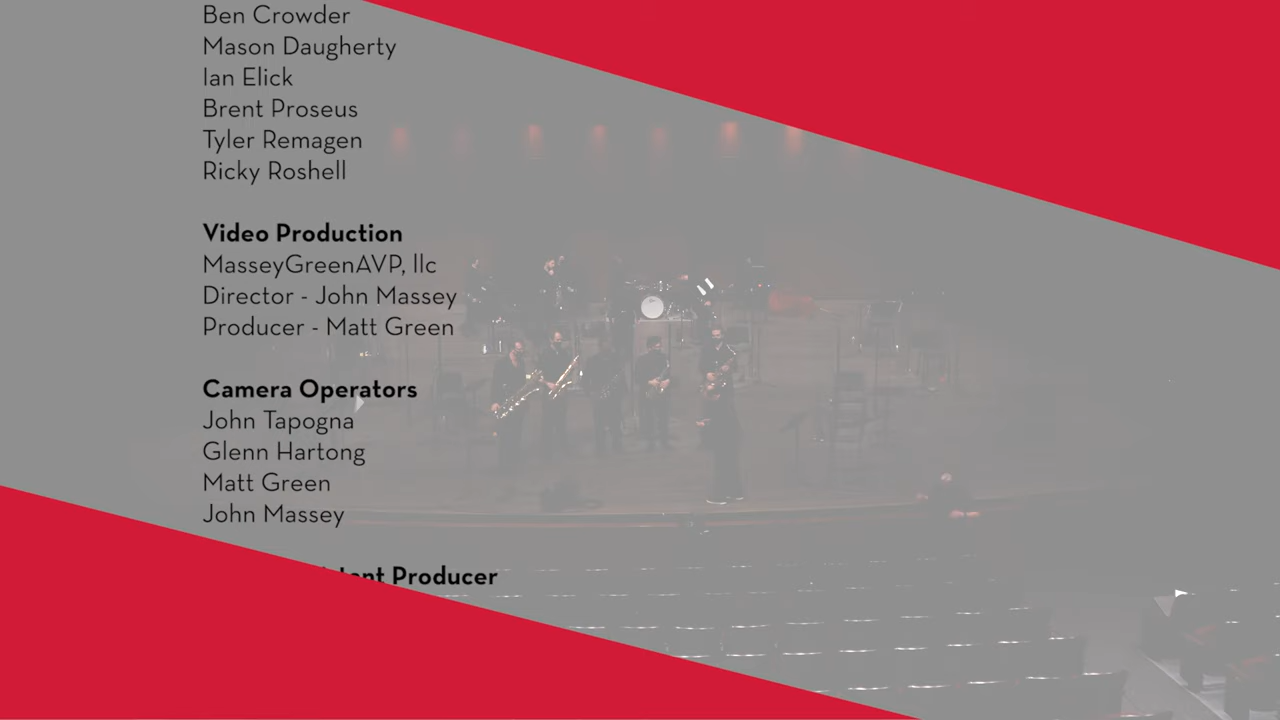 Ben Crowder
Mason Daugherty
Ian Elick
Brent Proseus
Tyler Remagen
Ricky Roshell
Video Production
MasseyGreenAVP, llc
Director - John Massey
Producer - Matt Green
Camera Operators
John Tapogna
Glenn Hartong
Matt Green
John Massey
Producer